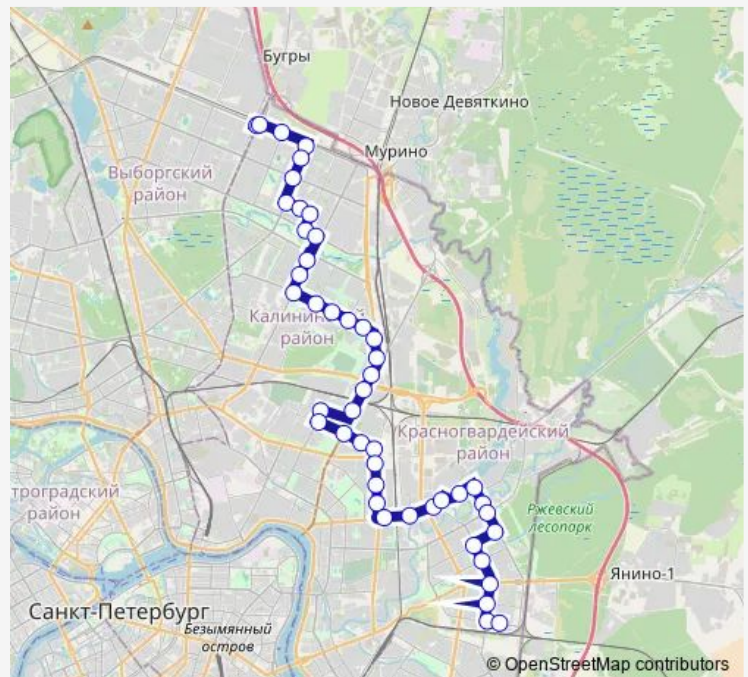 Бугры
Новое Девяткино
Мурино
Выборгский
район
район
Красногвардейский
район
троградский
район
Ржевский
лесопарк
Янино-1
Санкт-Петербург
Безымянный
остров
© OpenStreetMap contributors